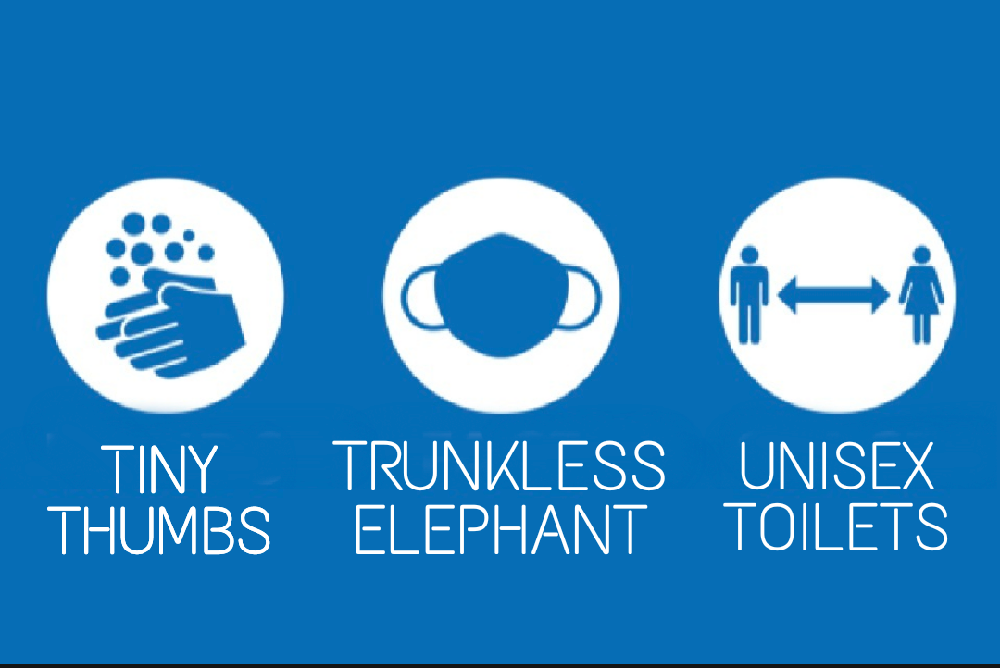 TINY
THUMBS
TRUNKLESS
ELEPHANT
UNISEX
TOILETS